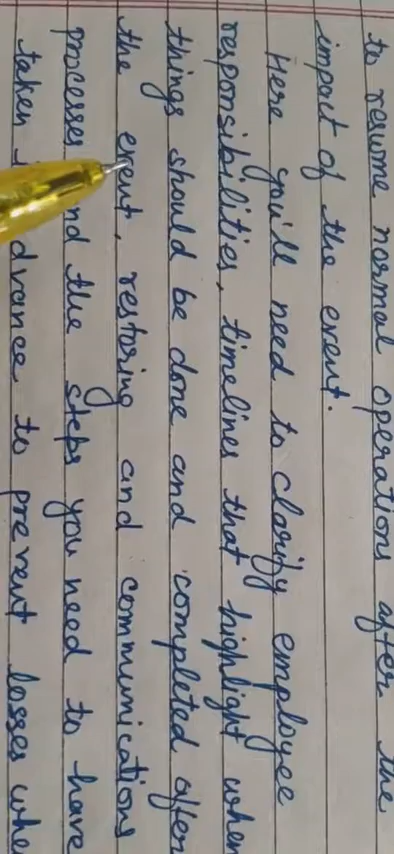 to resume normal operations after the
impact of the event.
Here you'll need to clarify employee
responsibilities, timelines that highlight when
things should be done and completed after
the event, restoring and communications
processes nd the steps you need to have
taken dvance to prevent losses whe